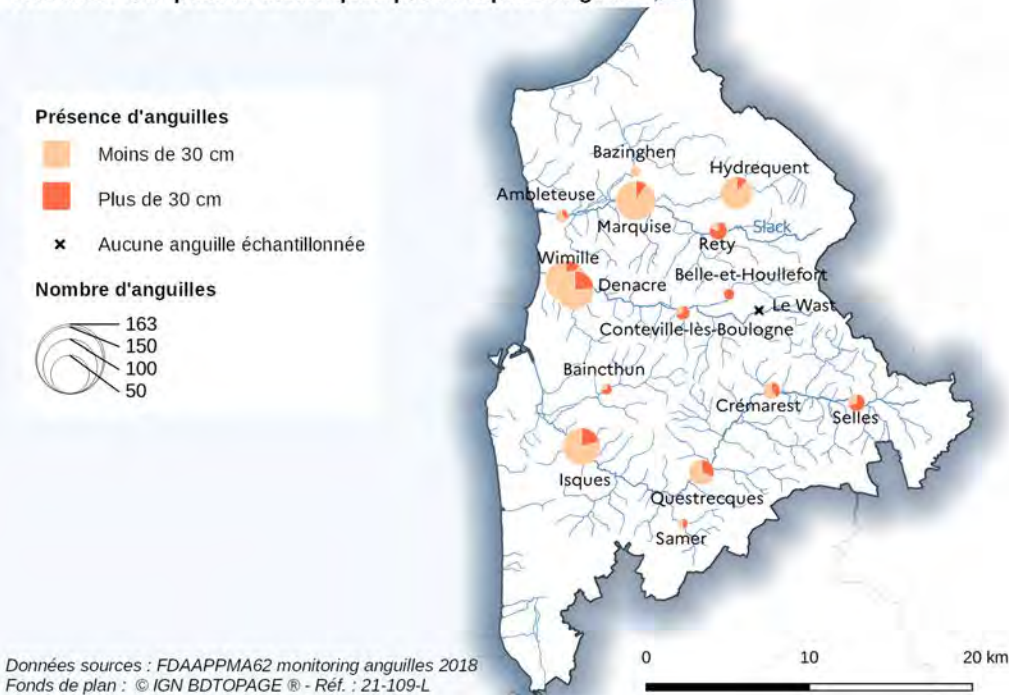 Présence d'anguilles
Moins de 30 cm
Plus de 30 cm
Aucune anguille échantillonnée
Nombre d'anguilles
163
150
100
50
Bazinghen
Hydrequent
Ambleteuse
Marquise
Slack
Rety
Wimille
Belle-et-Houllefort
Denacre
Le Wast
Conteville-lès-Boulogne
Baincthun
Crémarest
Selles
Isques
Questrecques
Samer
Données sources : FDAAPPMA62 monitoring anguilles 2018
Fonds de plan : © IGN BDTOPAGE ® - Réf. : 21-109-L
0 10 20 km